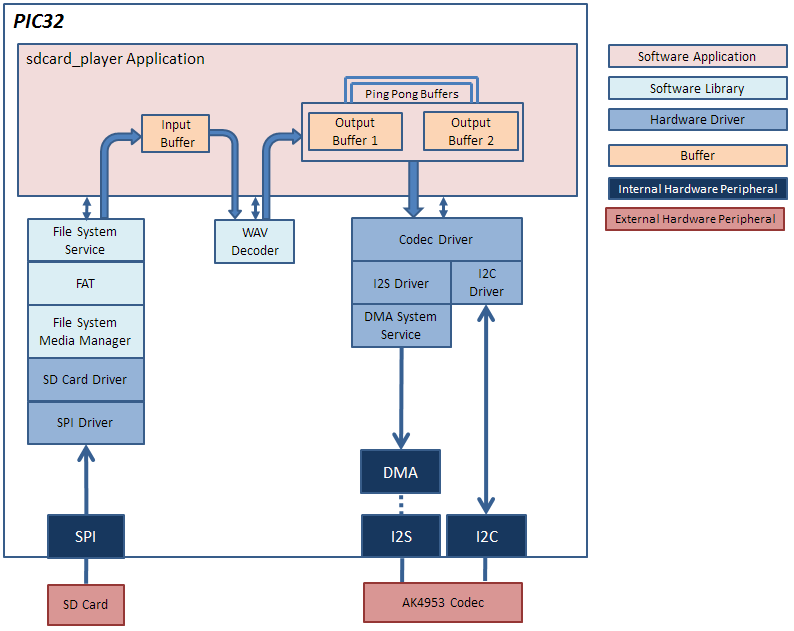 PIC32
sdcard_player Application
Ping Pong Buffers
Input
Buffer
Output
Buffer 1
Output
Buffer 2
File System
Service
FAT
File System
Media Manager
SD Card Driver
SPI Driver
WAV
Decoder
Codec Driver
I2S Driver
I2C
Driver
DMA System
Service
DMA
SPI
I2S
I2C
SD Card
AK4953 Codec
Software Application
Software Library
Hardware Driver
Buffer
Internal Hardware Peripheral
External Hardware Peripheral